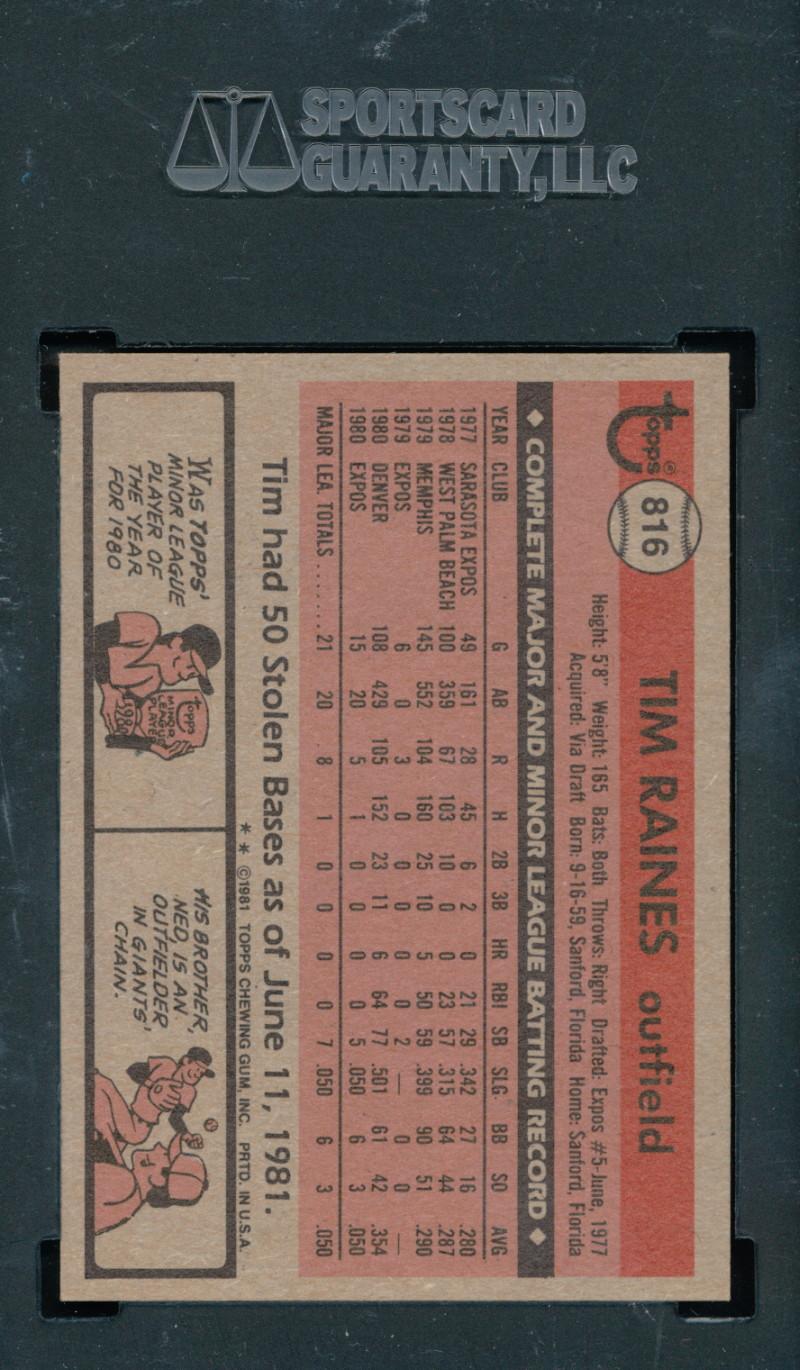 SPORTSCARD
GUARANTY, LLC
topps®
816
TIM RAINES outfield
Height: 5'8" Weight: 165 Bats: Both Throws: Right Drafted: Expos #5-June, 1977
Acquired: Via Draft Born: 9-16-59, Sanford, Florida Home: Sanford, Florida
◆ COMPLETE MAJOR AND MINOR LEAGUE BATTING RECORD ◆
YEAR CLUB G AB R H 2B 3B HR RBI SB SLG BB SO AVG
1977 SARASOTA EXPOS 49 161 28 45 6 2 0 21 29 .342 27 16 .280
1978 WEST PALM BEACH 100 359 67 103 10 0 0 23 57 .315 64 44 .287
1979 MEMPHIS 145 552 104 160 25 10 5 50 59 .399 90 51 .290
1979 EXPOS 6 0 3 0 0 0 0 0 2 — 0 0 —
1980 DENVER 108 429 105 152 23 11 6 64 77 .501 61 42 .354
1980 EXPOS 15 20 5 1 0 0 0 0 5 .050 6 3 .050
MAJOR LEA. TOTALS ...... 21 20 8 1 0 0 0 0 7 .050 6 3 .050
Tim had 50 Stolen Bases as of June 11, 1981.
** ©1981 TOPPS CHEWING GUM, INC. PRTD. IN U.S.A.
WAS TOPPS'
MINOR LEAGUE
PLAYER OF
THE YEAR
FOR 1980
topps
MINOR
LEAGUE
PLAYER
1980
HIS BROTHER,
NED, IS AN
OUTFIELDER
IN GIANTS'
CHAIN.